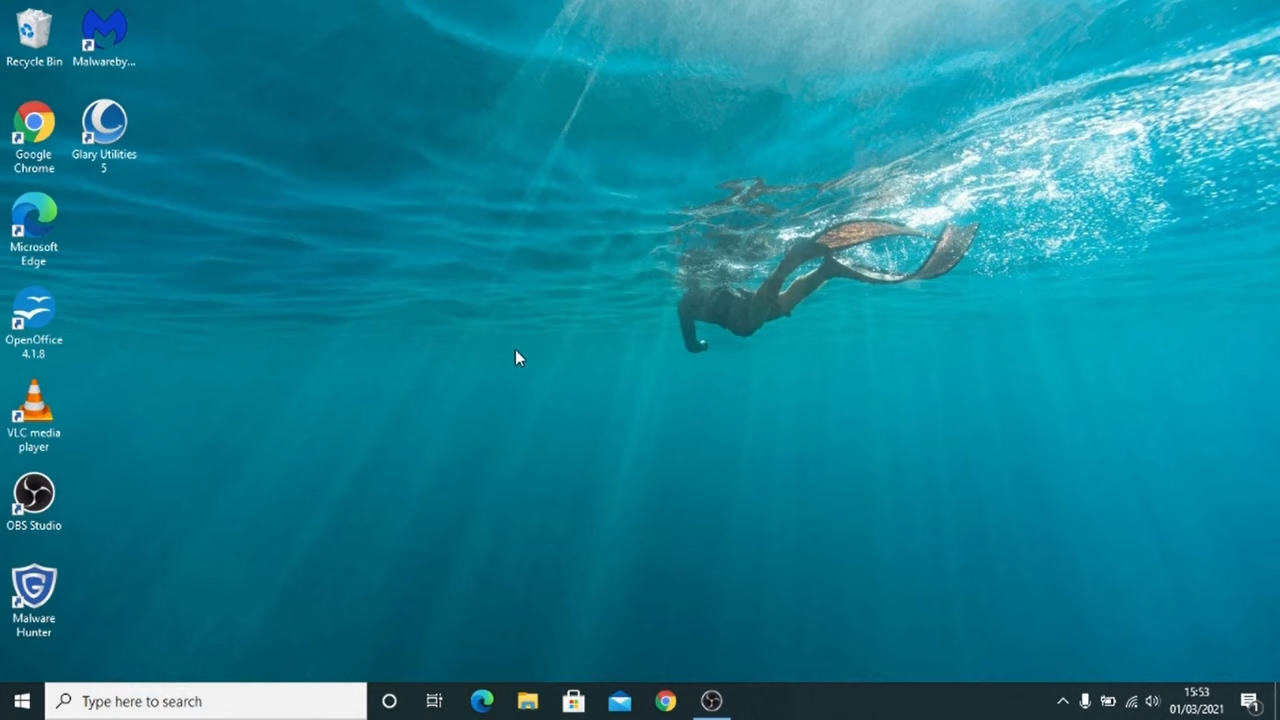 Recycle Bin
Malwareby...
Google
Chrome
Glary Utilities
5
Microsoft
Edge
OpenOffice
4.1.8
VLC media
player
OBS Studio
Malware
Hunter
Type here to search
15:53
01/03/2021
1